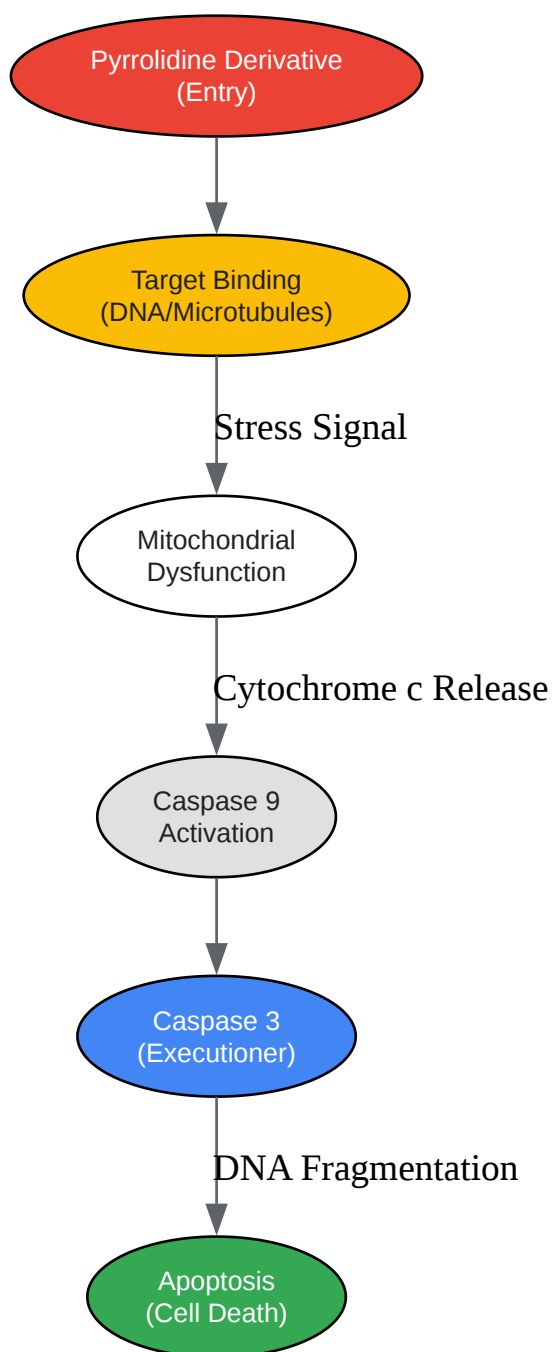 Pyrrolidine Derivative
(Entry)
Target Binding
(DNA/Microtubules)
Stress Signal
Mitochondrial
Dysfunction
Cytochrome c Release
Caspase 9
Activation
Caspase 3
(Executioner)
DNA Fragmentation
Apoptosis
(Cell Death)